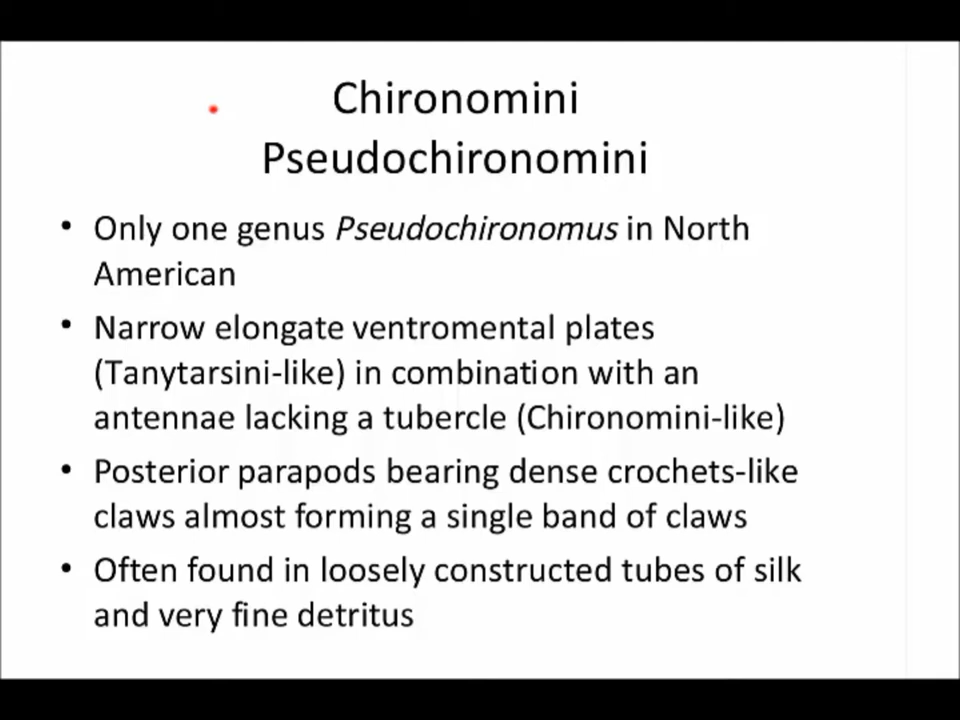 Chironomini
Pseudochironomini
• Only one genus Pseudochironomus in North
American
• Narrow elongate ventromental plates
(Tanytarsini-like) in combination with an
antennae lacking a tubercle (Chironomini-like)
• Posterior parapods bearing dense crochets-like
claws almost forming a single band of claws
• Often found in loosely constructed tubes of silk
and very fine detritus